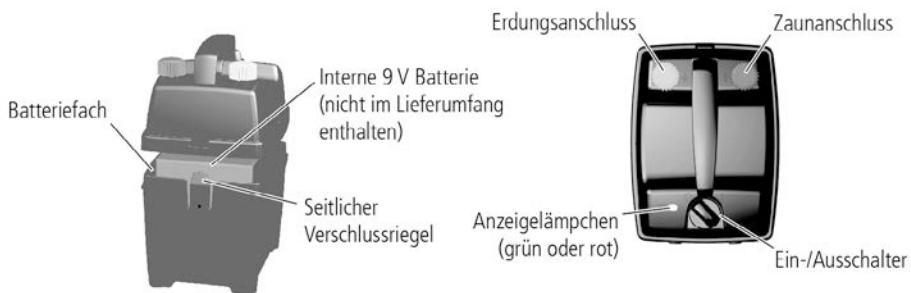 Batteriefach
Interne 9 V Batterie
(nicht im Lieferumfang
enthalten)
Seitlicher
Verschlussriegel
Erdungsanschluss
Zaunanschluss
Anzeigelämpchen
(grün oder rot)
Ein-/Ausschalter